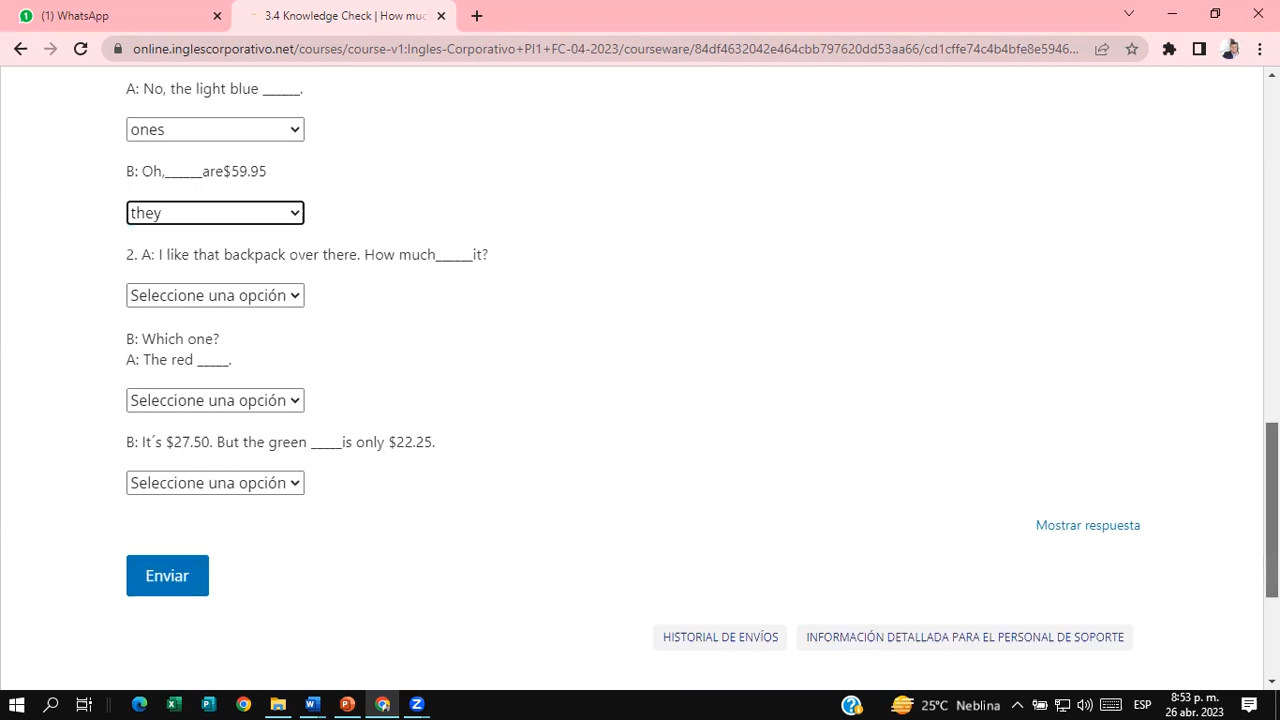 (1) WhatsApp
3.4 Knowledge Check | How muc
online.inglescorporativo.net/courses/course-v1:Ingles-Corporativo+PI1+FC-04-2023/courseware/84df4632042e464cbb797620dd53aa66/cd1cffe74c4b4bfe8e5946...
A: No, the light blue ______.
ones
B: Oh,______are$59.95
they
2. A: I like that backpack over there. How much______it?
Seleccione una opción
B: Which one?
A: The red _____.
Seleccione una opción
B: It´s $27.50. But the green _____is only $22.25.
Seleccione una opción
Mostrar respuesta
Enviar
HISTORIAL DE ENVÍOS
INFORMACIÓN DETALLADA PARA EL PERSONAL DE SOPORTE
25°C Neblina
ESP
8:53 p. m.
26 abr. 2023